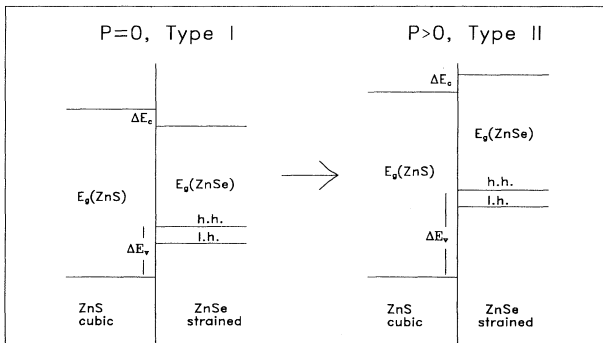 P=0, Type I
P>0, Type II
ΔE_c
E_g(ZnS)
E_g(ZnSe)
h.h.
l.h.
ΔE_v
ZnS
cubic
ZnSe
strained
ΔE_c
E_g(ZnSe)
E_g(ZnS)
h.h.
l.h.
ΔE_v
ZnS
cubic
ZnSe
strained